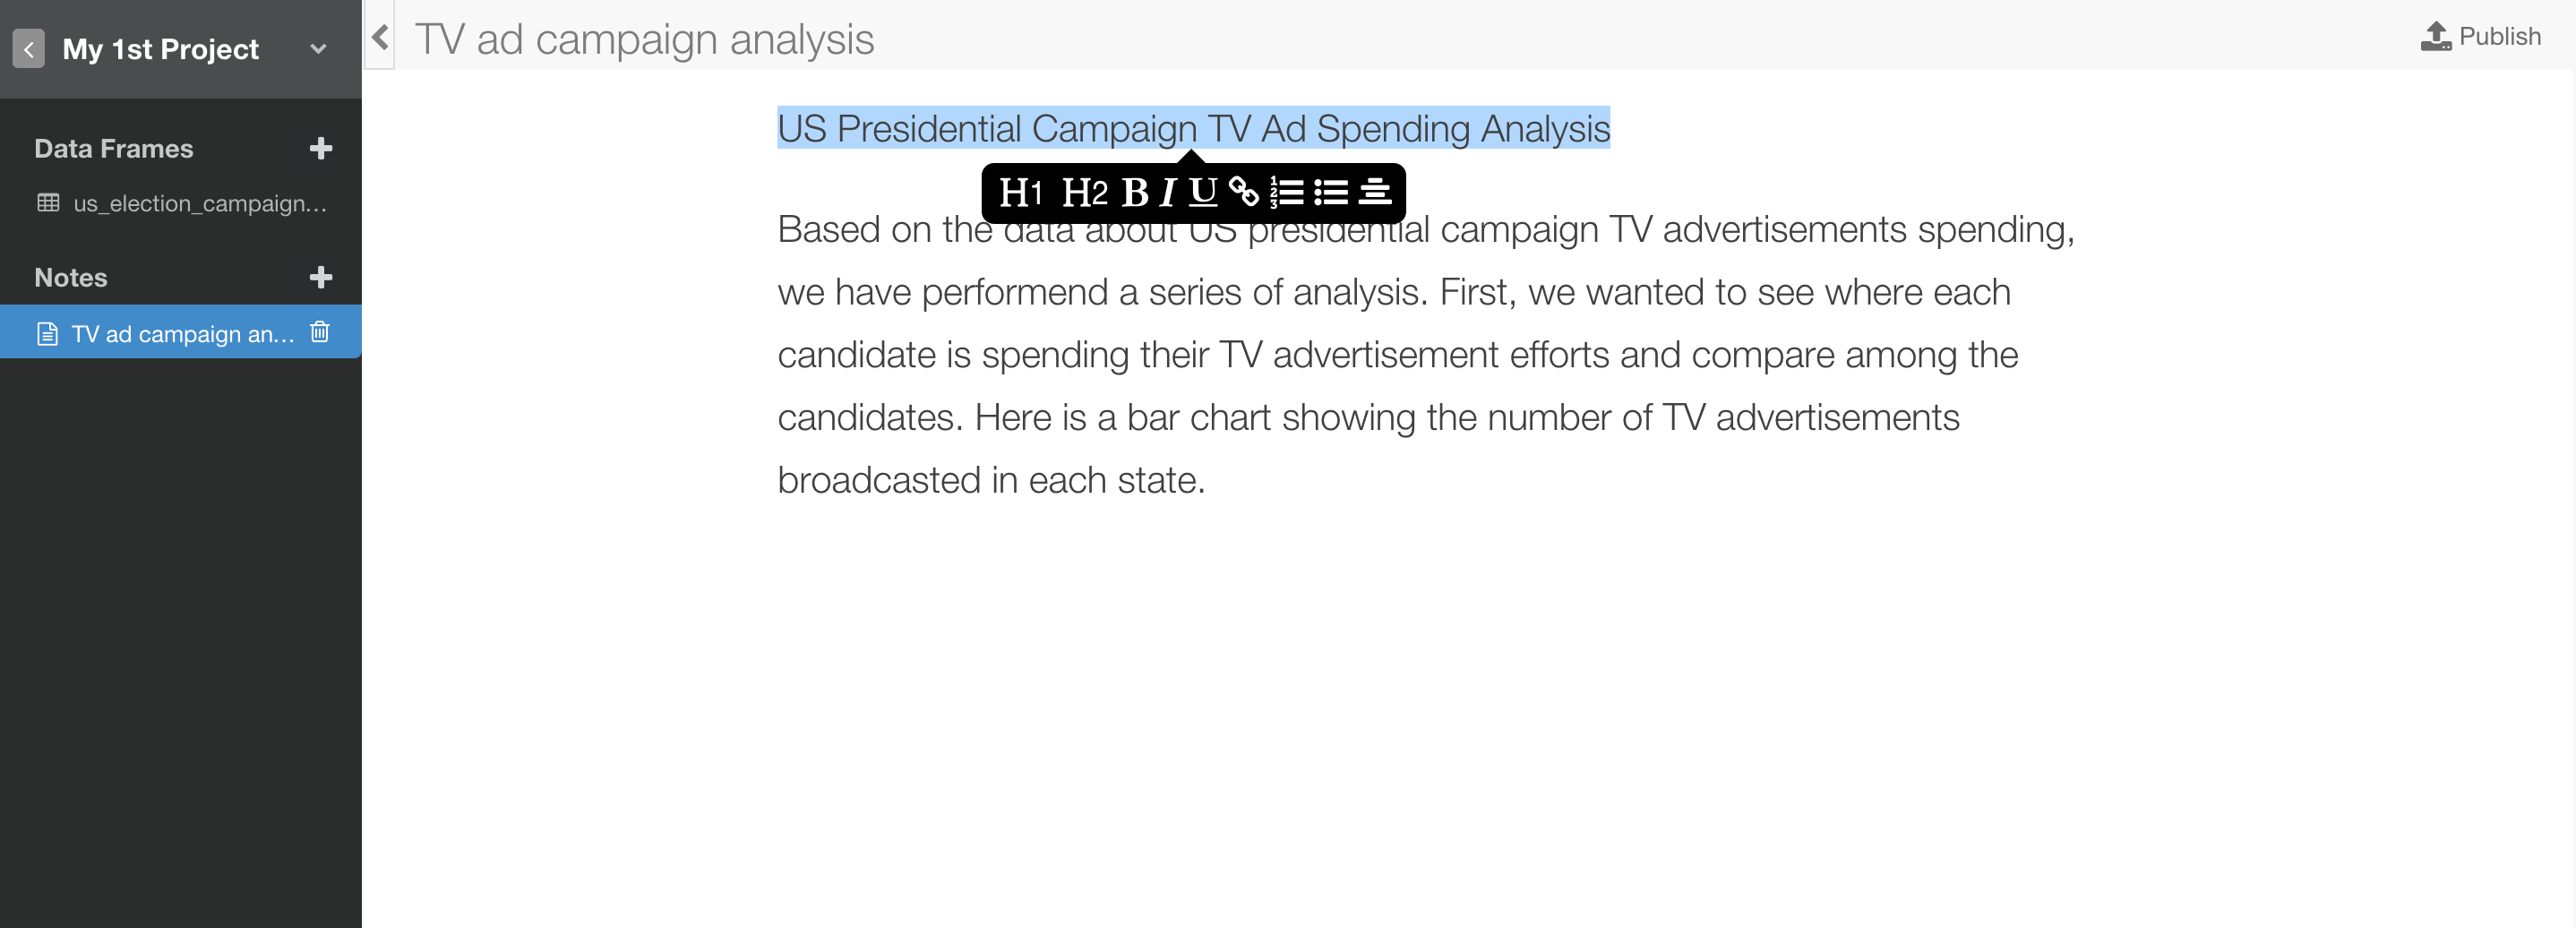 My 1st Project
Data Frames
us_election_campaign...
Notes
TV ad campaign an...
TV ad campaign analysis
Publish
US Presidential Campaign TV Ad Spending Analysis
H1 H2 B I U
Based on the data about US presidential campaign TV advertisements spending,
we have performend a series of analysis. First, we wanted to see where each
candidate is spending their TV advertisement efforts and compare among the
candidates. Here is a bar chart showing the number of TV advertisements
broadcasted in each state.